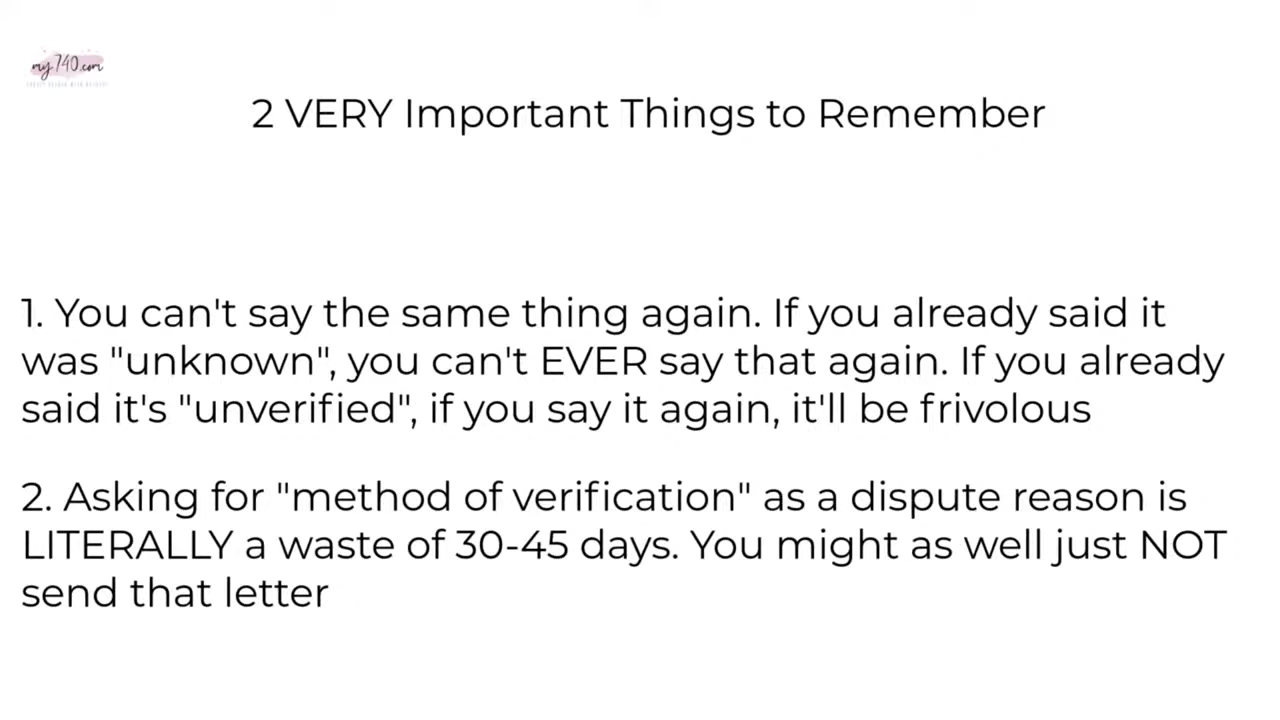 my740.com
2 VERY Important Things to Remember
1. You can't say the same thing again. If you already said it
was "unknown", you can't EVER say that again. If you already
said it's "unverified", if you say it again, it'll be frivolous
2. Asking for "method of verification" as a dispute reason is
LITERALLY a waste of 30-45 days. You might as well just NOT
send that letter